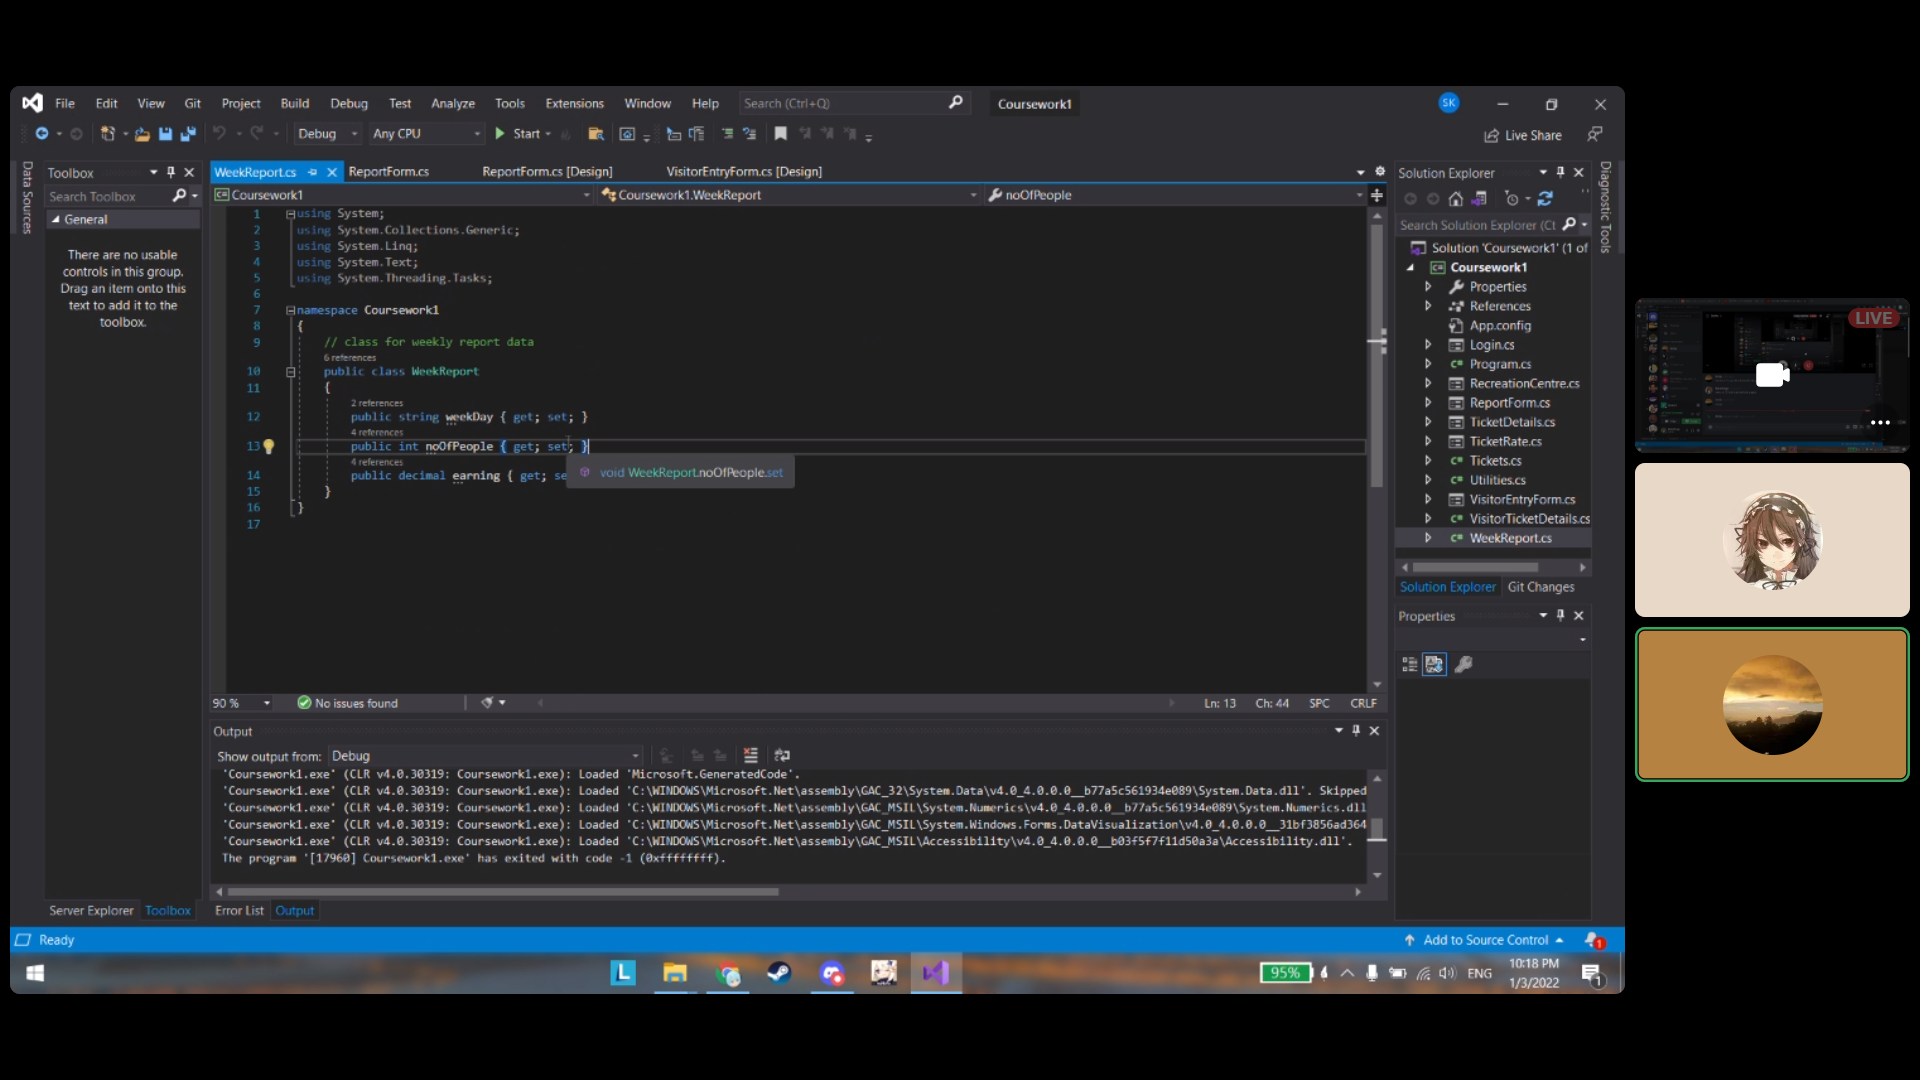 File Edit View Git Project Build Debug Test Analyze Tools Extensions Window Help Search (Ctrl+Q) Coursework1 SK
Debug Any CPU Start Live Share
Data Sources
Toolbox
Search Toolbox
General
There are no usable
controls in this group.
Drag an item onto this
text to add it to the
toolbox.
WeekReport.cs ReportForm.cs ReportForm.cs [Design] VisitorEntryForm.cs [Design]
Coursework1 Coursework1.WeekReport noOfPeople
1 using System;
2 using System.Collections.Generic;
3 using System.Linq;
4 using System.Text;
5 using System.Threading.Tasks;
6
7 namespace Coursework1
8 {
9 // class for weekly report data
6 references
10 public class WeekReport
11 {
2 references
12 public string weekDay { get; set; }
4 references
13 public int noOfPeople { get; set; }
4 references
14 public decimal earning { get; se
void WeekReport.noOfPeople.set
15 }
16 }
17
90 % No issues found Ln: 13 Ch: 44 SPC CRLF
Output
Show output from: Debug
'Coursework1.exe' (CLR v4.0.30319: Coursework1.exe): Loaded 'Microsoft.GeneratedCode'.
'Coursework1.exe' (CLR v4.0.30319: Coursework1.exe): Loaded 'C:\WINDOWS\Microsoft.Net\assembly\GAC_32\System.Data\v4.0_4.0.0.0__b77a5c561934e089\System.Data.dll'. Skipped
'Coursework1.exe' (CLR v4.0.30319: Coursework1.exe): Loaded 'C:\WINDOWS\Microsoft.Net\assembly\GAC_MSIL\System.Numerics\v4.0_4.0.0.0__b77a5c561934e089\System.Numerics.dll
'Coursework1.exe' (CLR v4.0.30319: Coursework1.exe): Loaded 'C:\WINDOWS\Microsoft.Net\assembly\GAC_MSIL\System.Windows.Forms.DataVisualization\v4.0_4.0.0.0__31bf3856ad364
'Coursework1.exe' (CLR v4.0.30319: Coursework1.exe): Loaded 'C:\WINDOWS\Microsoft.Net\assembly\GAC_MSIL\Accessibility\v4.0_4.0.0.0__b03f5f7f11d50a3a\Accessibility.dll'.
The program '[17960] Coursework1.exe' has exited with code -1 (0xffffffff).
Server Explorer Toolbox Error List Output
Solution Explorer
Search Solution Explorer (Ct
Solution 'Coursework1' (1 of
Coursework1
Properties
References
App.config
Login.cs
Program.cs
RecreationCentre.cs
ReportForm.cs
TicketDetails.cs
TicketRate.cs
Tickets.cs
Utilities.cs
VisitorEntryForm.cs
VisitorTicketDetails.cs
WeekReport.cs
Solution Explorer Git Changes
Properties
Diagnostic Tools
LIVE
Ready Add to Source Control 1
L 95% ENG 10:18 PM
1/3/2022 1